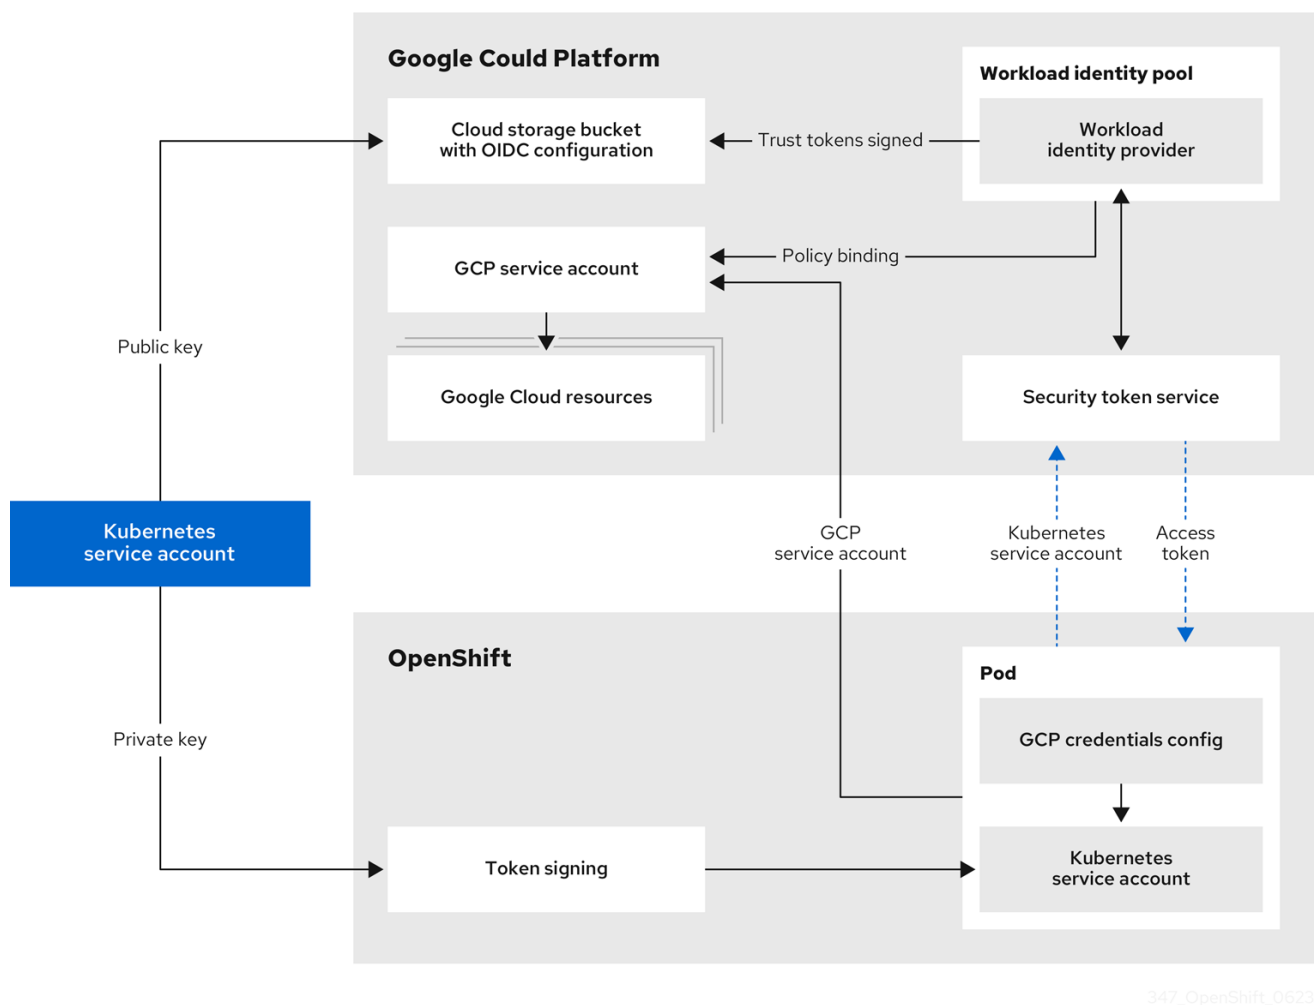 Google Could Platform
Workload identity pool
Cloud storage bucket
with OIDC configuration
Trust tokens signed
Workload
identity provider
Policy binding
GCP service account
Public key
Google Cloud resources
Security token service
Kubernetes
service account
GCP
service account
Kubernetes
service account
Access
token
OpenShift
Pod
Private key
GCP credentials config
Token signing
Kubernetes
service account